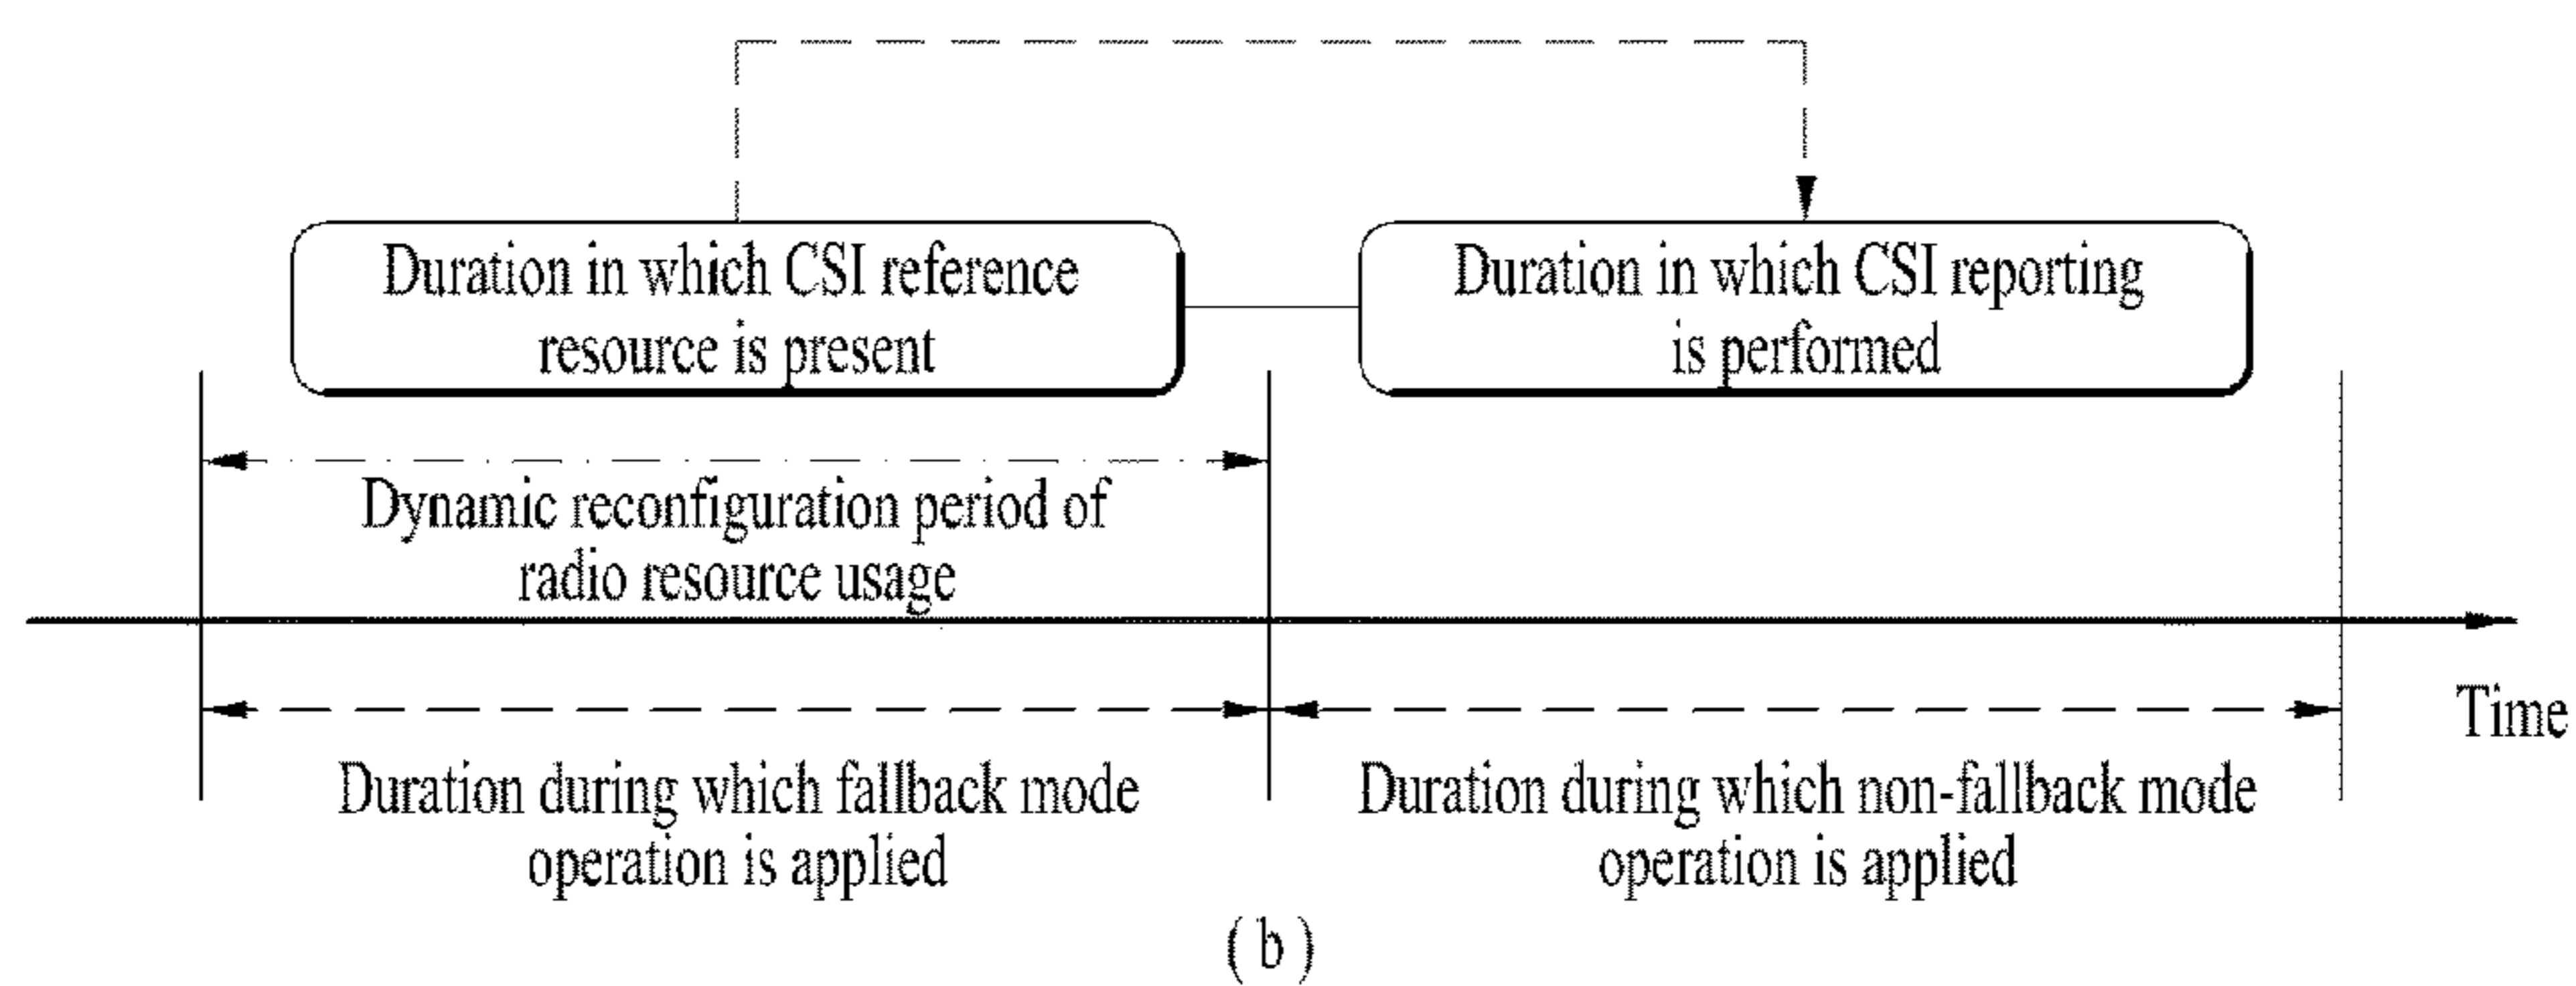 Duration in which CSI reference
resource is present
Duration in which CSI reporting
is performed
Dynamic reconfiguration period of
radio resource usage
Time
Duration during which fallback mode
operation is applied
Duration during which non-fallback mode
operation is applied
( b )